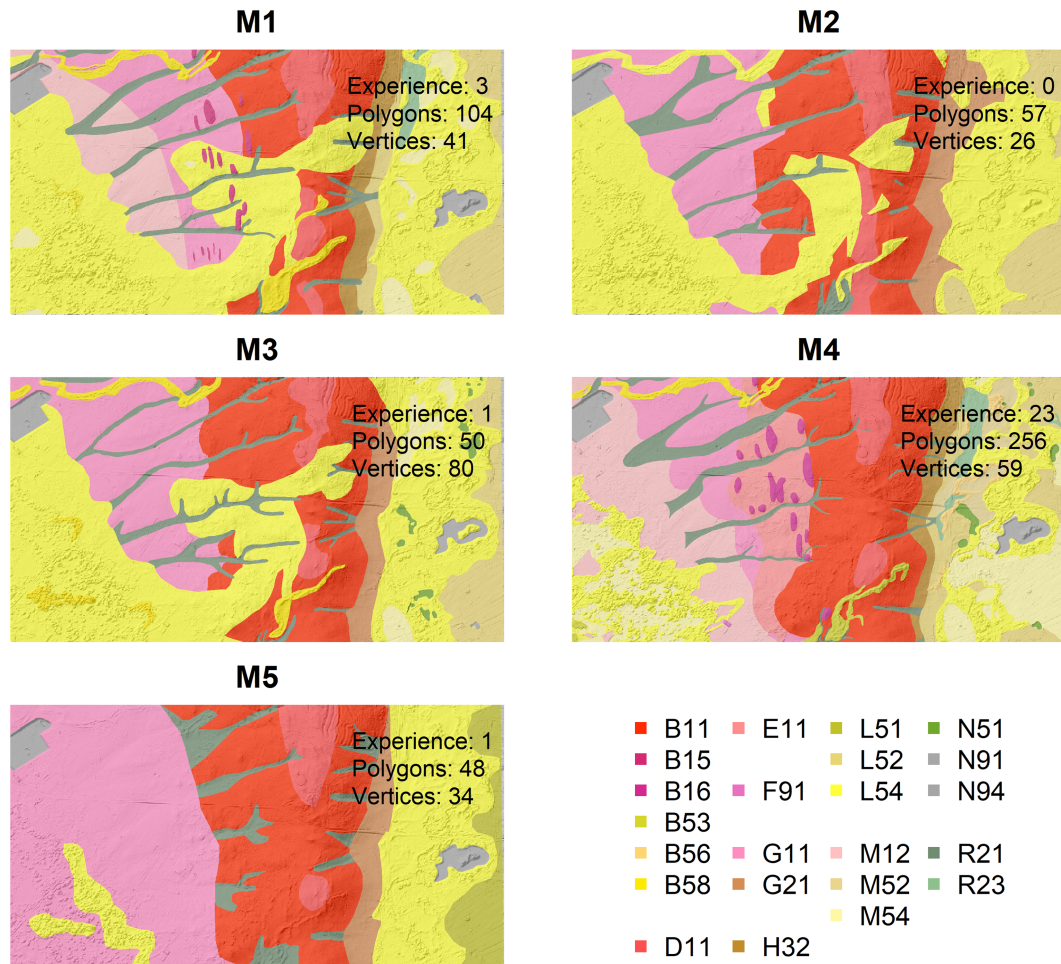 M1
Experience: 3
Polygons: 104
Vertices: 41
M2
Experience: 0
Polygons: 57
Vertices: 26
M3
Experience: 1
Polygons: 50
Vertices: 80
M4
Experience: 23
Polygons: 256
Vertices: 59
M5
Experience: 1
Polygons: 48
Vertices: 34
B11 E11 L51 N51
B15 L52 N91
B16 F91 L54 N94
B53
B56 G11 M12 R21
B58 G21 M52 R23
M54
D11 H32